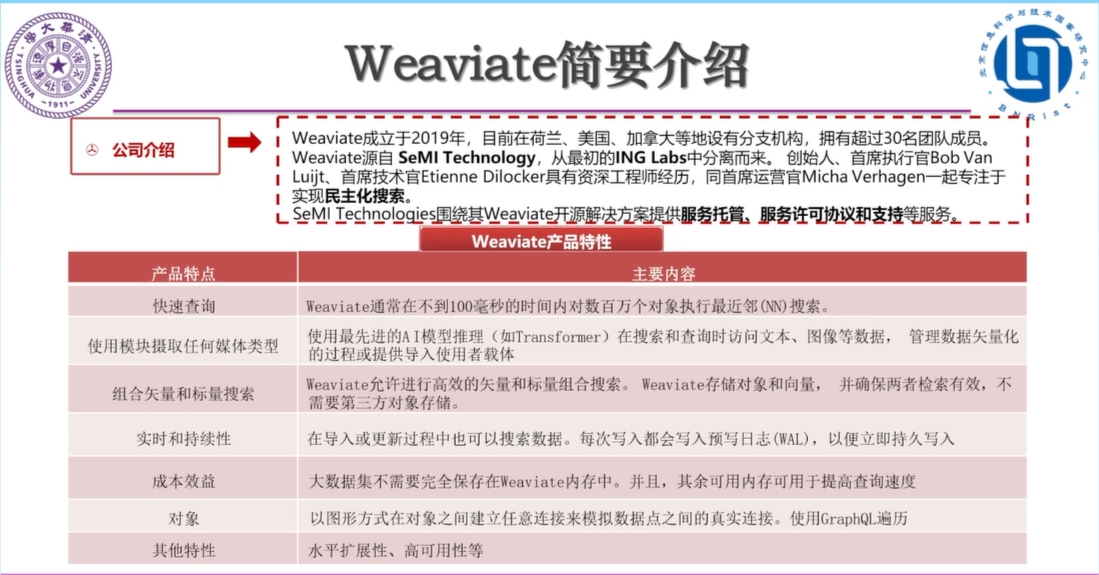 Weaviate简要介绍
清華大學
TSINGHUA UNIVERSITY
-1911-
北京信息科学与技术国家研究中心
BNRist
公司介绍
Weaviate成立于2019年，目前在荷兰、美国、加拿大等地设有分支机构，拥有超过30名团队成员。
Weaviate源自 SeMI Technology，从最初的ING Labs中分离而来。 创始人、首席执行官Bob Van
Luijt、首席技术官Etienne Dilocker具有资深工程师经历，同首席运营官Micha Verhagen一起专注于
实现民主化搜索。
SeMI Technologies围绕其Weaviate开源解决方案提供服务托管、服务许可协议和支持等服务。
Weaviate产品特性
产品特点 主要内容
快速查询 Weaviate通常在不到100毫秒的时间内对数百万个对象执行最近邻(NN)搜索。
使用模块摄取任何媒体类型 使用最先进的AI模型推理（如Transformer）在搜索和查询时访问文本、图像等数据， 管理数据矢量化
的过程或提供导入使用者载体
组合矢量和标量搜索 Weaviate允许进行高效的矢量和标量组合搜索。 Weaviate存储对象和向量， 并确保两者检索有效，不
需要第三方对象存储。
实时和持续性 在导入或更新过程中也可以搜索数据。每次写入都会写入预写日志(WAL)，以便立即持久写入
成本效益 大数据集不需要完全保存在Weaviate内存中。并且，其余可用内存可用于提高查询速度
对象 以图形方式在对象之间建立任意连接来模拟数据点之间的真实连接。使用GraphQL遍历
其他特性 水平扩展性、高可用性等